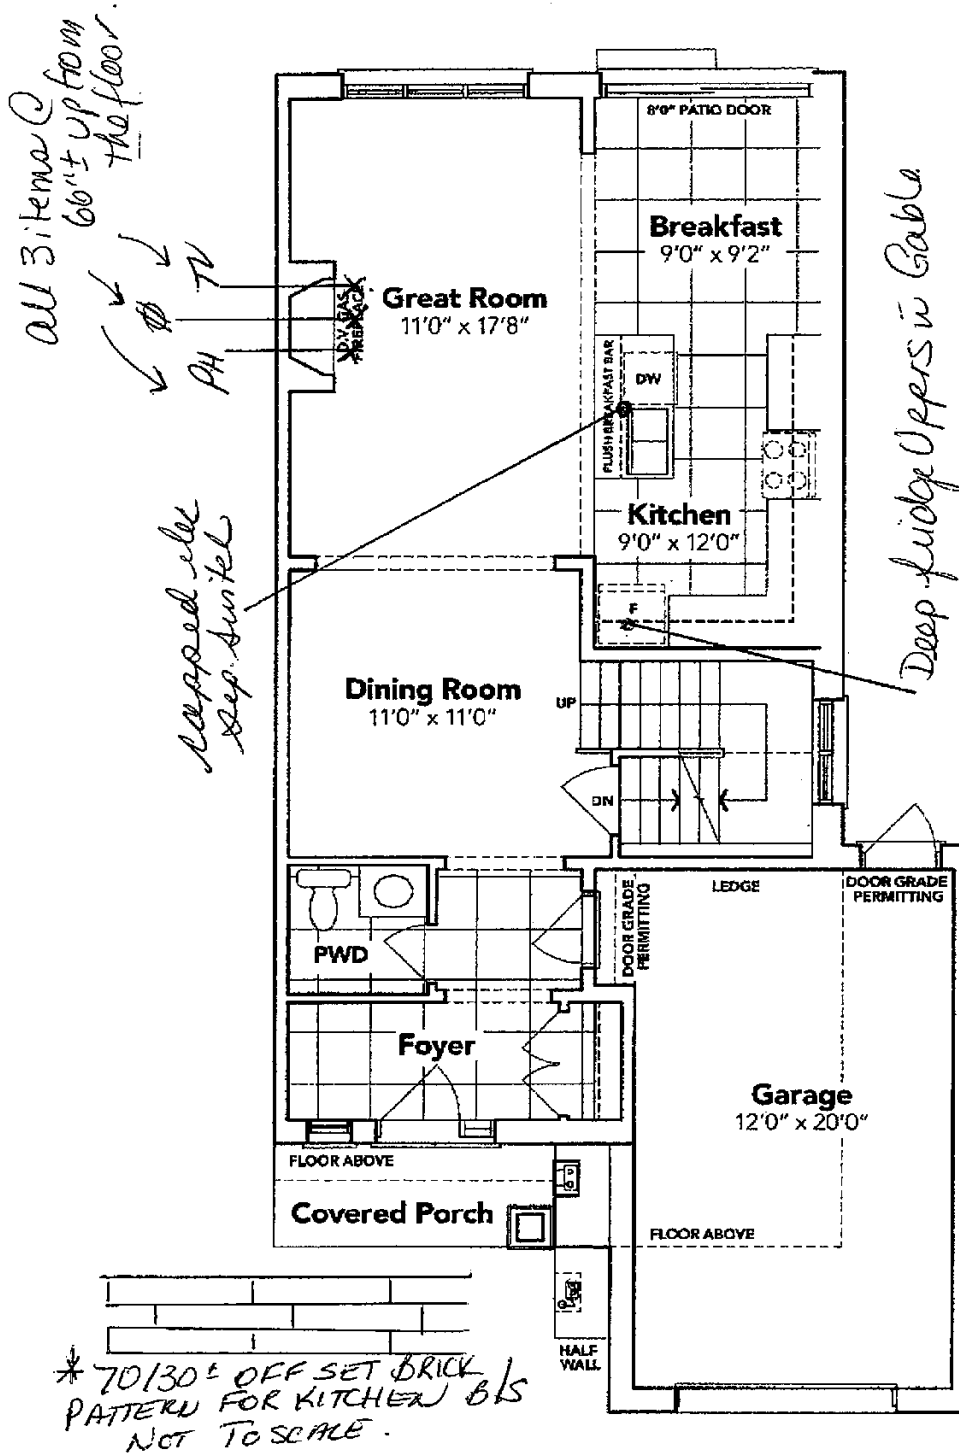 All 3 items @
66"± up from
the floor.
TV
PH
D.V. GAS
FIREPLACE
Great Room
11'0" x 17'8"
8'0" PATIO DOOR
Breakfast
9'0" x 9'2"
FLUSH BREAKFAST BAR
DW
Kitchen
9'0" x 12'0"
F
Deep fridge Uppers in Gable
capped elec
sep. switch
Dining Room
11'0" x 11'0"
UP
DN
PWD
DOOR GRADE
PERMITTING
LEDGE
DOOR GRADE
PERMITTING
Foyer
Garage
12'0" x 20'0"
FLOOR ABOVE
Covered Porch
FLOOR ABOVE
HALF
WALL
* 70/30± OFF SET BRICK
PATTERN FOR KITCHEN B/S
NOT TO SCALE.